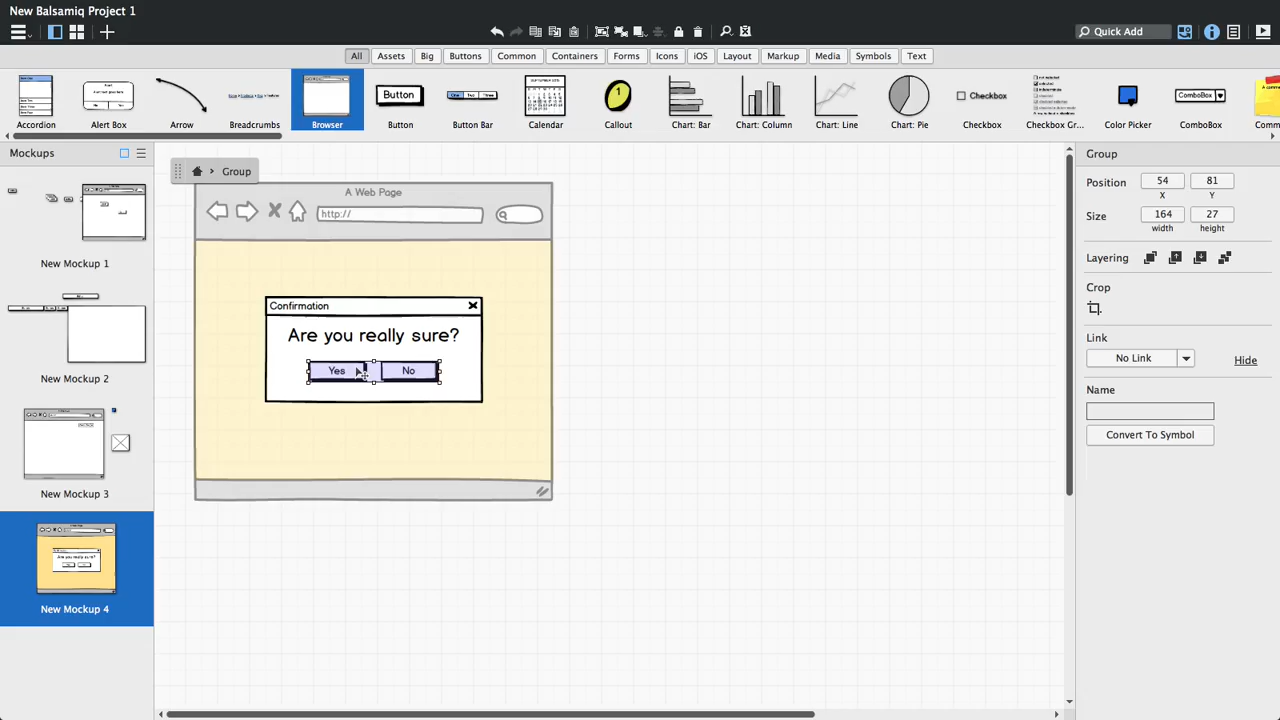 New Balsamiq Project 1
Quick Add
All
Assets
Big
Buttons
Common
Containers
Forms
Icons
iOS
Layout
Markup
Media
Symbols
Text
Button
1
Checkbox
ComboBox
Accordion
Alert Box
Arrow
Breadcrumbs
Browser
Button
Button Bar
Calendar
Callout
Chart: Bar
Chart: Column
Chart: Line
Chart: Pie
Checkbox
Checkbox Gr...
Color Picker
ComboBox
Mockups
New Mockup 1
New Mockup 2
New Mockup 3
New Mockup 4
Group
A Web Page
http://
Confirmation
Are you really sure?
Yes
No
Group
Position
54
81
X
Y
Size
164
27
width
height
Layering
Crop
Link
No Link
Hide
Name
Convert To Symbol